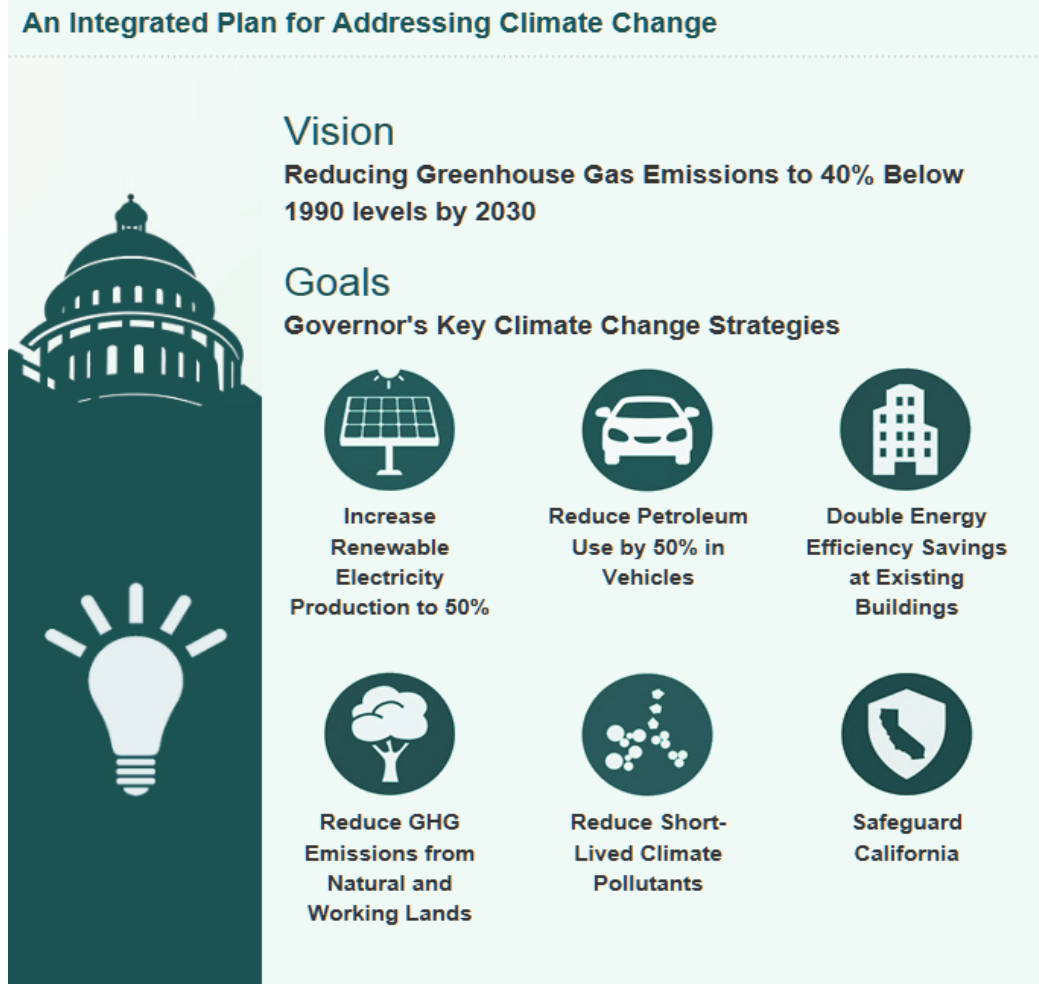 An Integrated Plan for Addressing Climate Change
Vision
Reducing Greenhouse Gas Emissions to 40% Below
1990 levels by 2030
Goals
Governor's Key Climate Change Strategies
Increase
Renewable
Electricity
Production to 50%
Reduce Petroleum
Use by 50% in
Vehicles
Double Energy
Efficiency Savings
at Existing
Buildings
Reduce GHG
Emissions from
Natural and
Working Lands
Reduce Short-
Lived Climate
Pollutants
Safeguard
California